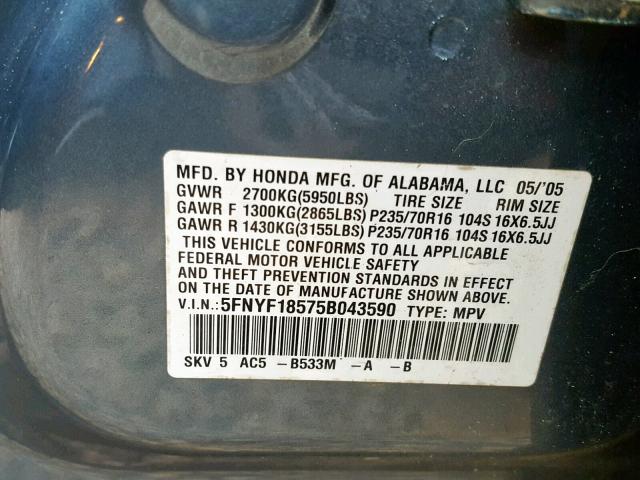 MFD. BY HONDA MFG. OF ALABAMA, LLC 05/'05
GVWR 2700KG(5950LBS) TIRE SIZE RIM SIZE
GAWR F 1300KG(2865LBS) P235/70R16 104S 16X6.5JJ
GAWR R 1430KG(3155LBS) P235/70R16 104S 16X6.5JJ
THIS VEHICLE CONFORMS TO ALL APPLICABLE
FEDERAL MOTOR VEHICLE SAFETY
AND THEFT PREVENTION STANDARDS IN EFFECT
ON THE DATE OF MANUFACTURE SHOWN ABOVE.
V.I.N.: 5FNYF18575B043590 TYPE: MPV
SKV 5 AC5 -B533M -A -B